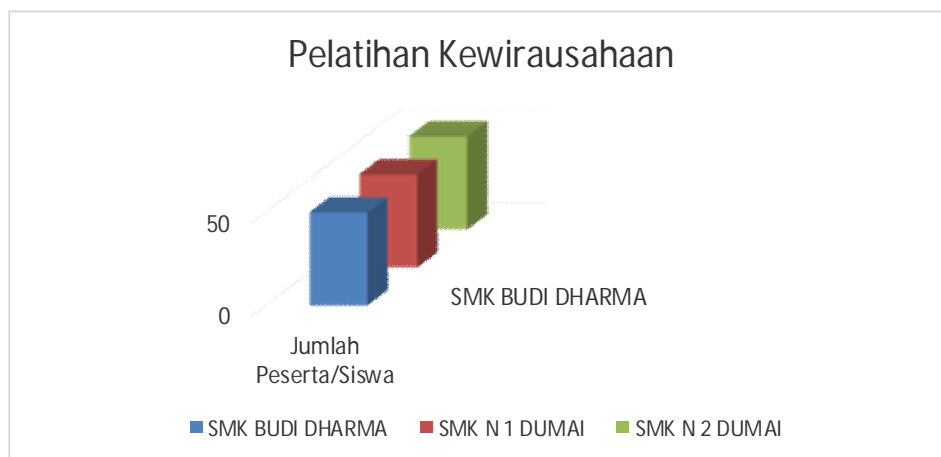 Pelatihan Kewirausahaan
50
0
SMK BUDI DHARMA
Jumlah
Peserta/Siswa
SMK BUDI DHARMA SMK N 1 DUMAI SMK N 2 DUMAI